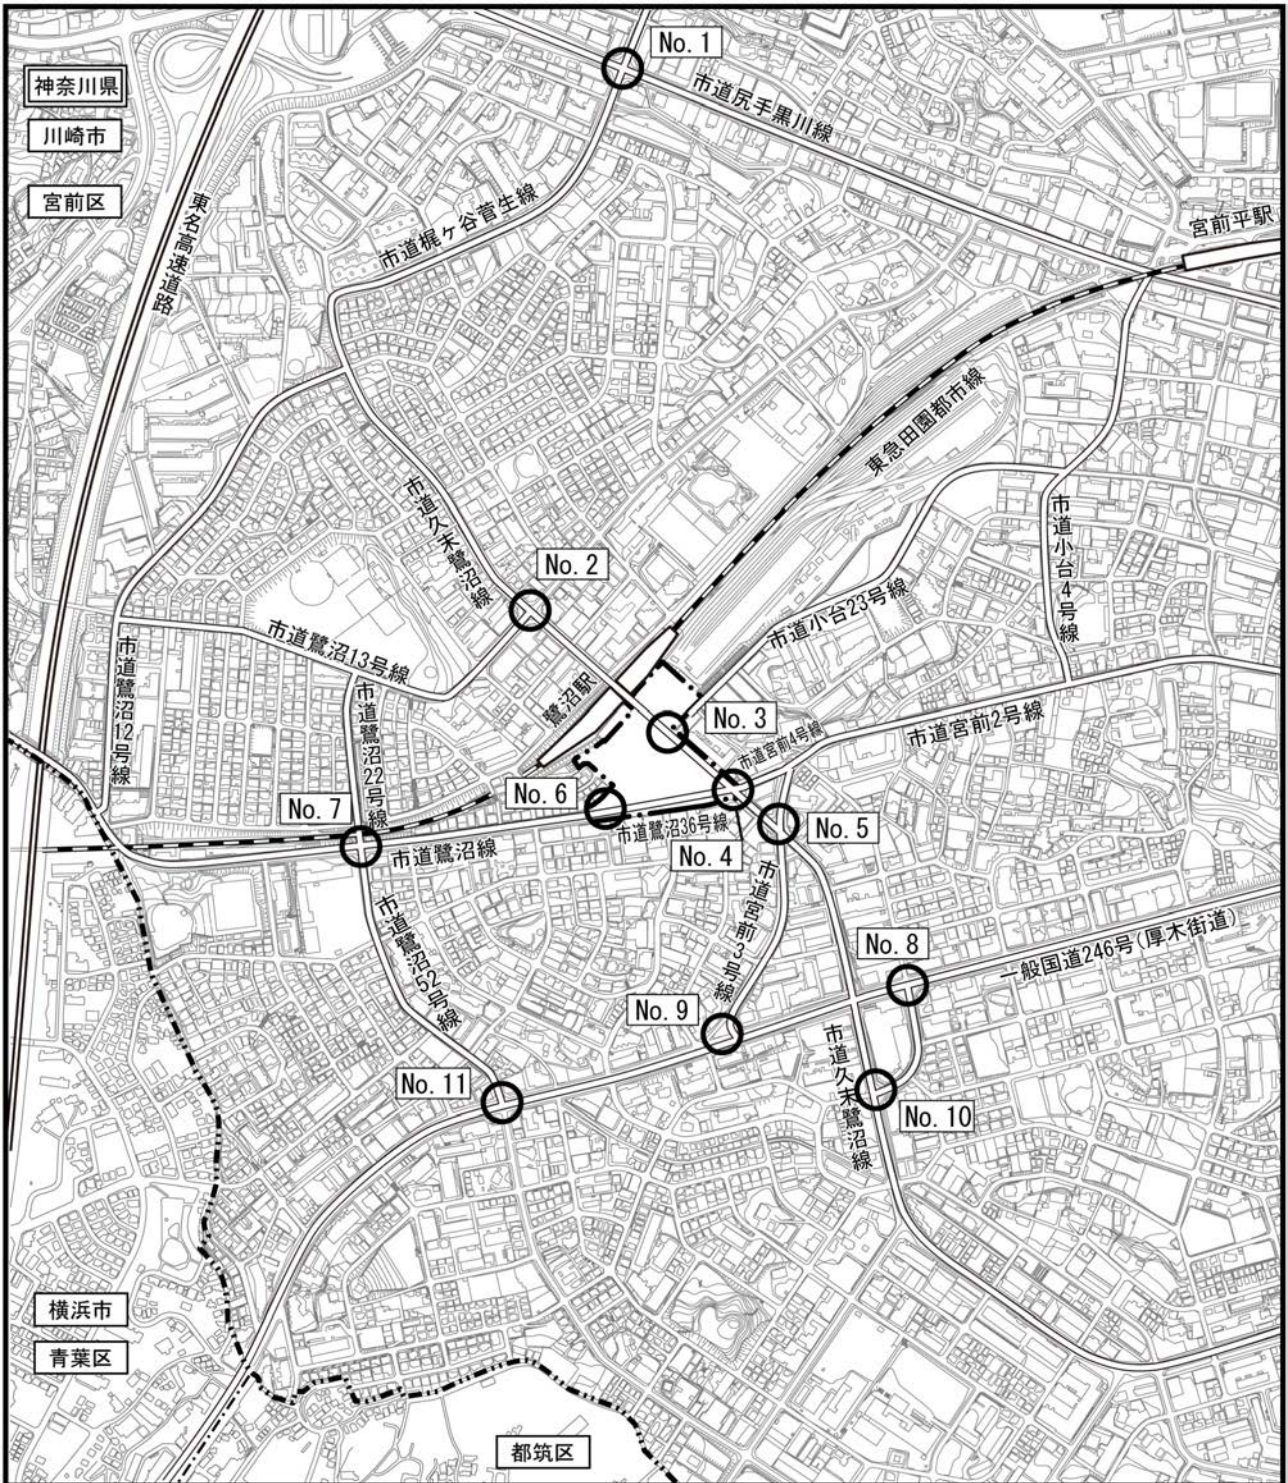 No. 1
神奈川県
市道尻手黒川線
川崎市
宮前区
東名高速道路
市道梶ヶ谷菅生線
宮前平駅
東急田園都市線
市道久末鷺沼線
市道小台4号線
No. 2
市道小台23号線
市道鷺沼13号線
市道鷺沼12号線
市道鷺沼22号線
鷺沼駅
No. 3
市道宮前4号線
市道宮前2号線
No. 6
No. 7
市道鷺沼36号線
No. 5
市道鷺沼線
No. 4
市道宮前3号線
市道鷺沼52号線
No. 8
一般国道246号(厚木街道)
No. 9
市道久末鷺沼線
No. 11
No. 10
横浜市
青葉区
都筑区